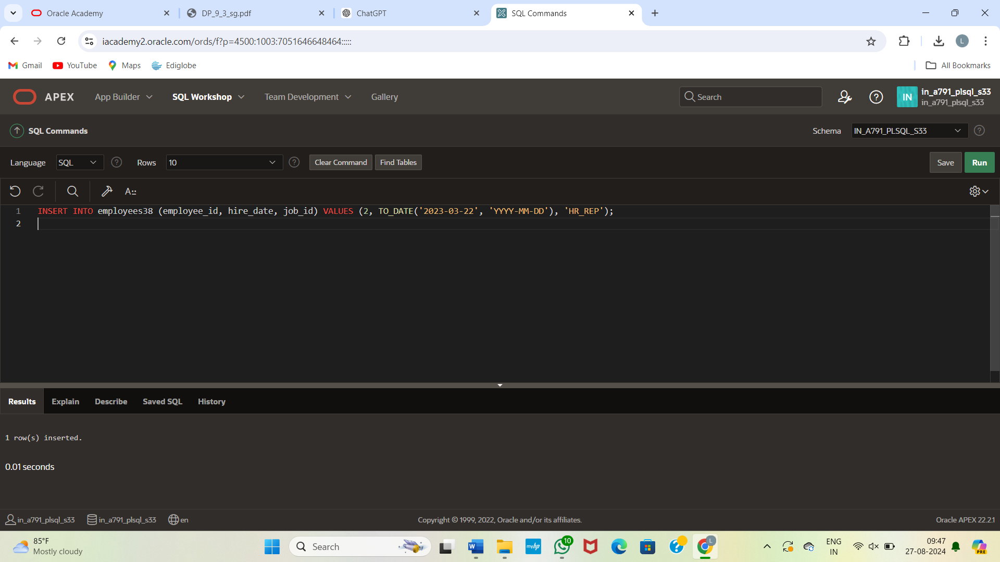 Oracle Academy
DP_9_3_sg.pdf
ChatGPT
SQL Commands
iacademy2.oracle.com/ords/f?p=4500:1003:7051646648464:::::
L
Gmail
YouTube
Maps
Ediglobe
All Bookmarks
APEX
App Builder
SQL Workshop
Team Development
Gallery
Search
IN
in_a791_plsql_s33
in_a791_plsql_s33
SQL Commands
Schema
IN_A791_PLSQL_S33
Language
SQL
Rows
10
Clear Command
Find Tables
Save
Run
A::
1 INSERT INTO employees38 (employee_id, hire_date, job_id) VALUES (2, TO_DATE('2023-03-22', 'YYYY-MM-DD'), 'HR_REP');
2
Results
Explain
Describe
Saved SQL
History
1 row(s) inserted.
0.01 seconds
in_a791_plsql_s33
in_a791_plsql_s33
en
Copyright © 1999, 2022, Oracle and/or its affiliates.
Oracle APEX 22.2.1
85°F
Mostly cloudy
Search
W
myhp
10
L
ENG
IN
09:47
27-08-2024
PRE